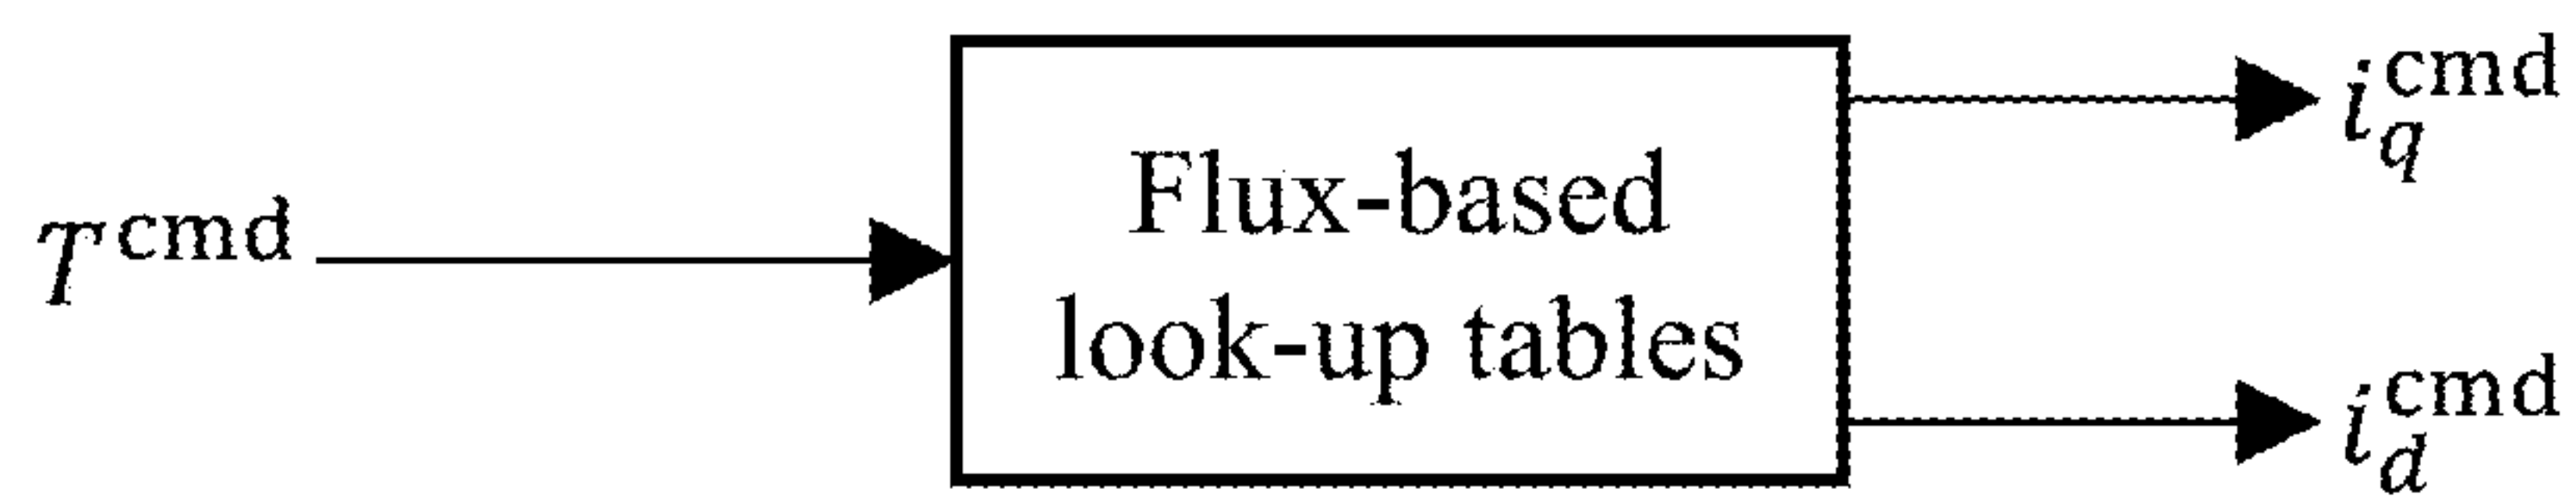 T^cmd
Flux-based
look-up tables
i_q^cmd
i_d^cmd